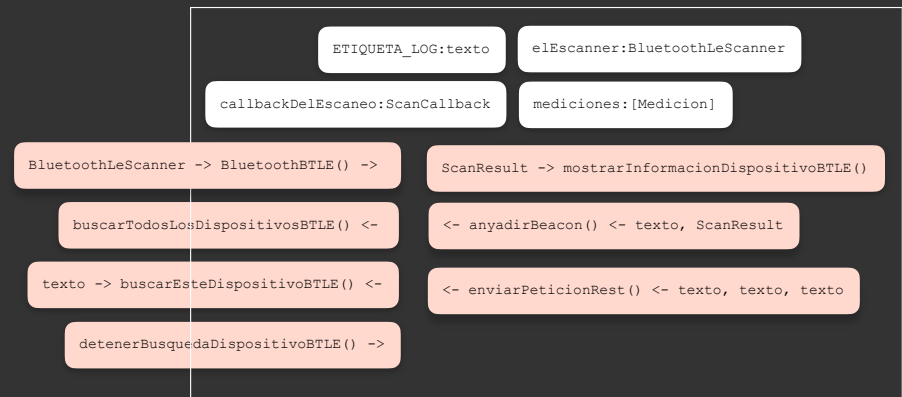 ETIQUETA_LOG:texto
elEscanner:BluetoothLeScanner
callbackDelEscaneo:ScanCallback
mediciones:[Medicion]
BluetoothLeScanner -> BluetoothBTLE() ->
ScanResult -> mostrarInformacionDispositivoBTLE()
buscarTodosLosDispositivosBTLE() <-
<- anyadirBeacon() <- texto, ScanResult
texto -> buscarEsteDispositivoBTLE() <-
<- enviarPeticionRest() <- texto, texto, texto
detenerBusquedaDispositivoBTLE() ->